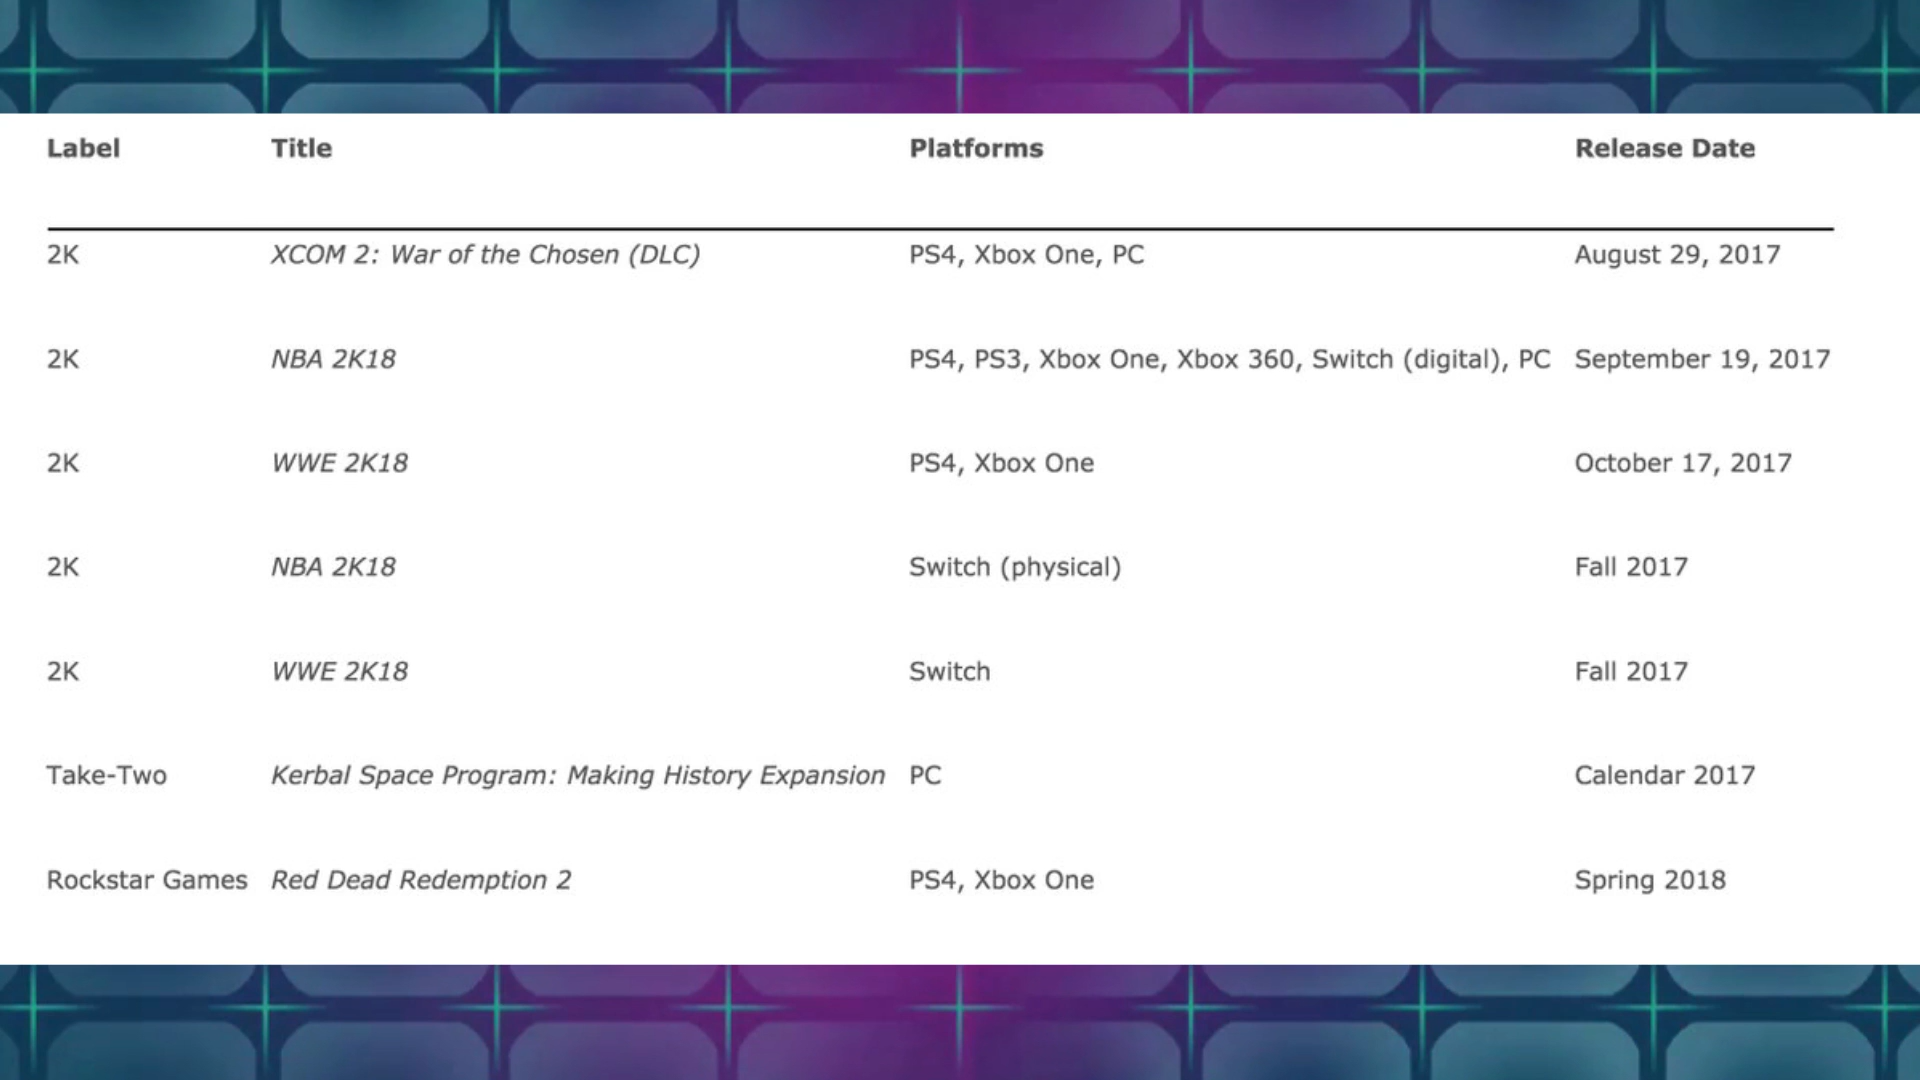 Label Title Platforms Release Date
2K XCOM 2: War of the Chosen (DLC) PS4, Xbox One, PC August 29, 2017
2K NBA 2K18 PS4, PS3, Xbox One, Xbox 360, Switch (digital), PC September 19, 2017
2K WWE 2K18 PS4, Xbox One October 17, 2017
2K NBA 2K18 Switch (physical) Fall 2017
2K WWE 2K18 Switch Fall 2017
Take-Two Kerbal Space Program: Making History Expansion PC Calendar 2017
Rockstar Games Red Dead Redemption 2 PS4, Xbox One Spring 2018